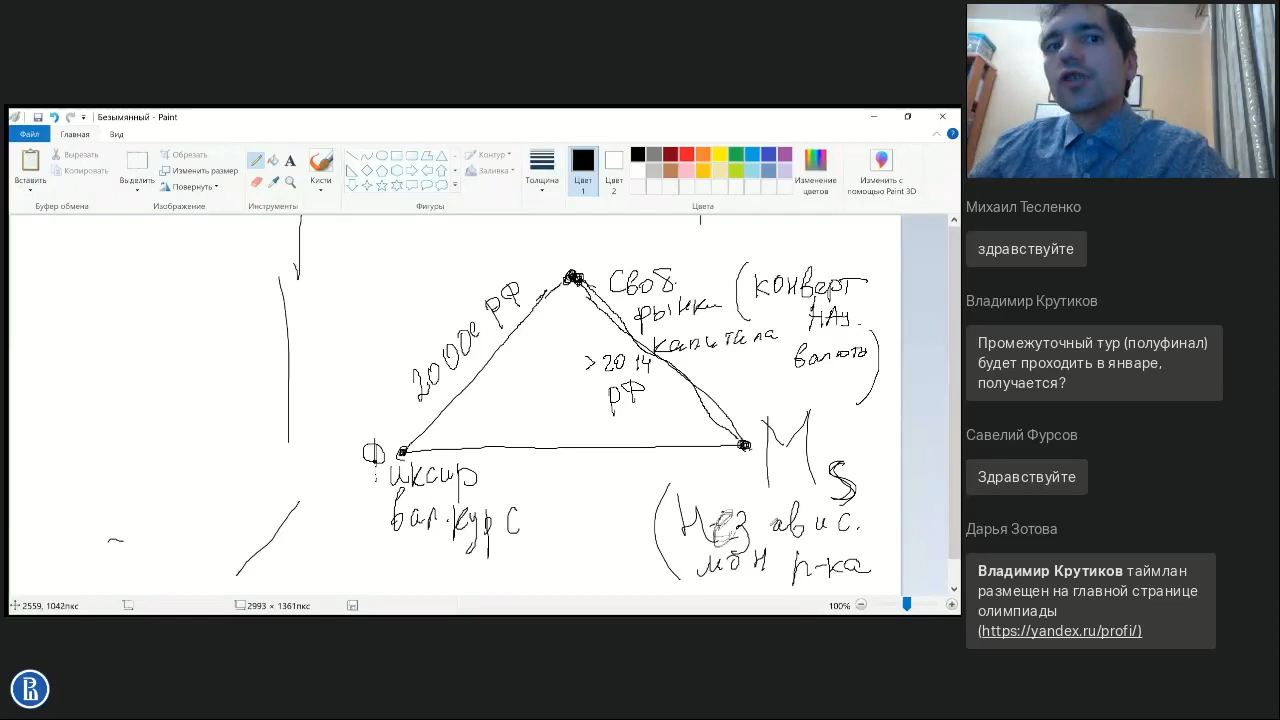 Безымянный - Paint
Файл
Главная
Вид
Вставить
Вырезать
Копировать
Буфер обмена
Выделить
Обрезать
Изменить размер
Повернуть
Изображение
A
Инструменты
Кисти
Контур
Заливка
Фигуры
Толщина
Цвет 1
Цвет 2
Изменение цветов
Изменить с помощью Paint 3D
Цвета
2000е РФ
своб.
рынки
капитала
(конверт
нац.
валюты)
>2014
РФ
Фиксир
вал.курс
MS
(Независ.
мон п-ка
2559, 1042пкс
2993 × 1361пкс
100%
Михаил Тесленко
здравствуйте
Владимир Крутиков
Промежуточный тур (полуфинал)
будет проходить в январе,
получается?
Савелий Фурсов
Здравствуйте
Дарья Зотова
Владимир Крутиков таймлан
размещен на главной странице
олимпиады
(https://yandex.ru/profi/)